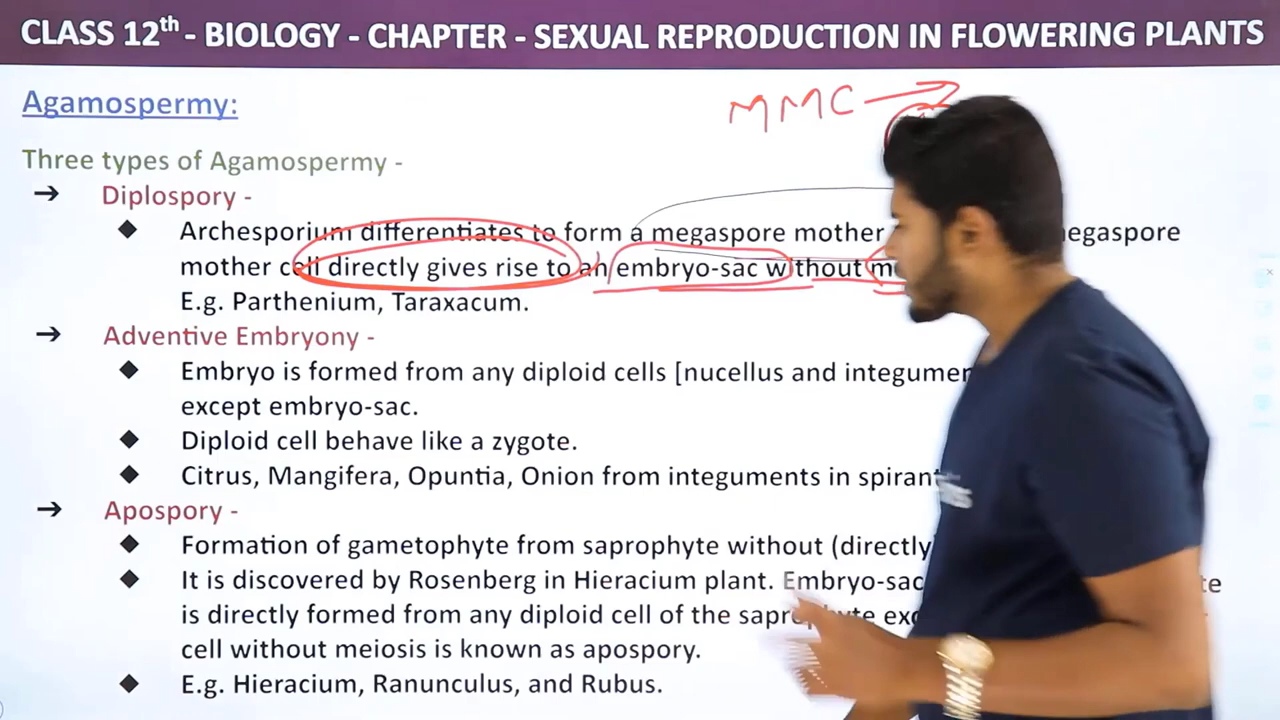 CLASS 12th - BIOLOGY - CHAPTER - SEXUAL REPRODUCTION IN FLOWERING PLANTS
Agamospermy:
MMC
Three types of Agamospermy -
Diplospory -
Archesporium differentiates to form a megaspore mother megaspore
mother cell directly gives rise to an embryo-sac without
E.g. Parthenium, Taraxacum.
Adventive Embryony -
Embryo is formed from any diploid cells [nucellus and
except embryo-sac.
Diploid cell behave like a zygote.
Citrus, Mangifera, Opuntia, Onion from integuments in
Apospory -
Formation of gametophyte from saprophyte without (directly
It is discovered by Rosenberg in Hieracium plant. Embryo-sac
is directly formed from any diploid cell of the saprophyte
cell without meiosis is known as apospory.
E.g. Hieracium, Ranunculus, and Rubus.